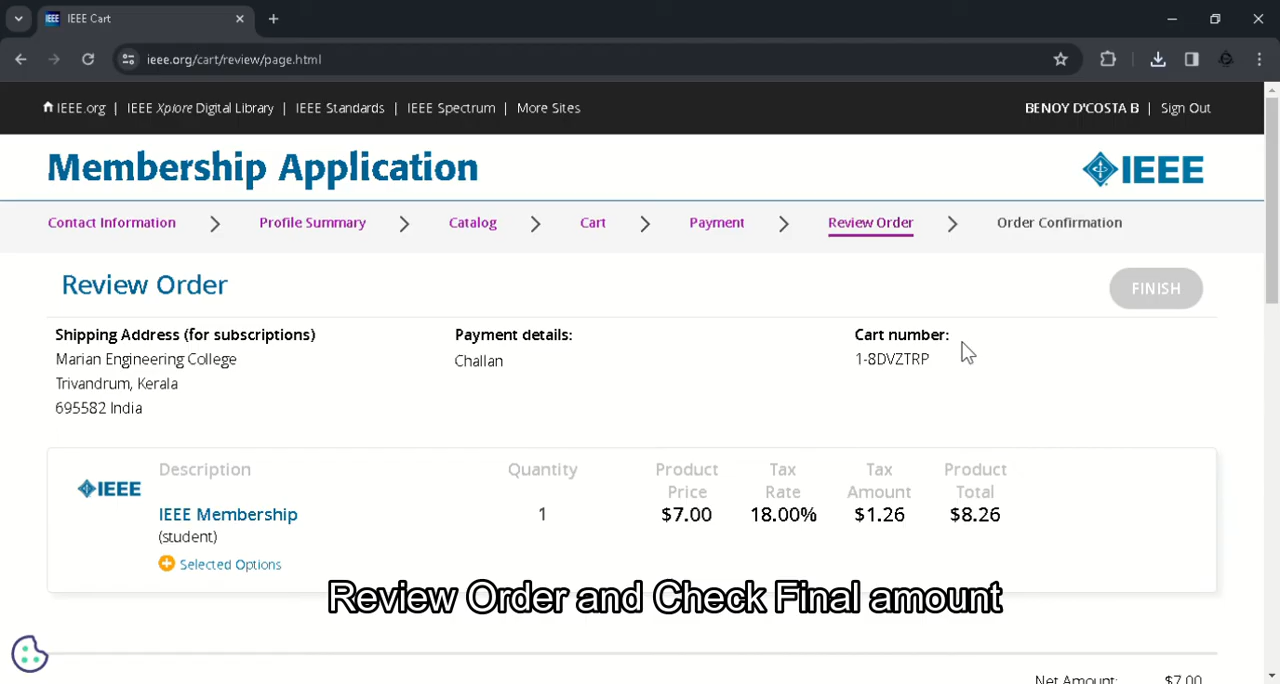 IEEE IEEE Cart
ieee.org/cart/review/page.html
IEEE.org | IEEE Xplore Digital Library | IEEE Standards | IEEE Spectrum | More Sites
BENOY D'COSTA B | Sign Out
Membership Application
IEEE
Contact Information
Profile Summary
Catalog
Cart
Payment
Review Order
Order Confirmation
Review Order
FINISH
Shipping Address (for subscriptions)
Marian Engineering College
Trivandrum, Kerala
695582 India
Payment details:
Challan
Cart number:
1-8DVZTRP
Description
Quantity
Product
Price
Tax
Rate
Tax
Amount
Product
Total
IEEE
IEEE Membership
(student)
1
$7.00
18.00%
$1.26
$8.26
Selected Options
Review Order and Check Final amount
Net Amount: $7.00